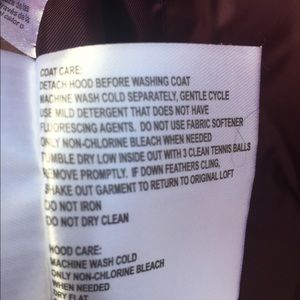 COAT CARE:
DETACH HOOD BEFORE WASHING COAT
MACHINE WASH COLD SEPARATELY, GENTLE CYCLE
USE MILD DETERGENT THAT DOES NOT HAVE
FLUORESCING AGENTS. DO NOT USE FABRIC SOFTENER
ONLY NON-CHLORINE BLEACH WHEN NEEDED
TUMBLE DRY LOW INSIDE OUT WITH 3 CLEAN TENNIS BALLS
REMOVE PROMPTLY. IF DOWN FEATHERS CLING,
SHAKE OUT GARMENT TO RETURN TO ORIGINAL LOFT
DO NOT IRON
DO NOT DRY CLEAN
HOOD CARE:
MACHINE WASH COLD
ONLY NON-CHLORINE BLEACH
WHEN NEEDED
DRY FLAT